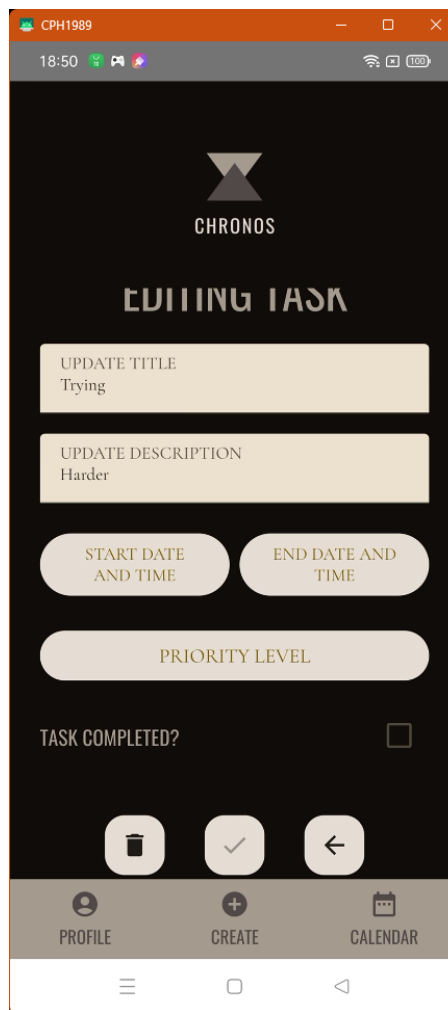 CPH1989
18:50
100
CHRONOS
EDITING TASK
UPDATE TITLE
Trying
UPDATE DESCRIPTION
Harder
START DATE
AND TIME
END DATE AND
TIME
PRIORITY LEVEL
TASK COMPLETED?
PROFILE
CREATE
CALENDAR